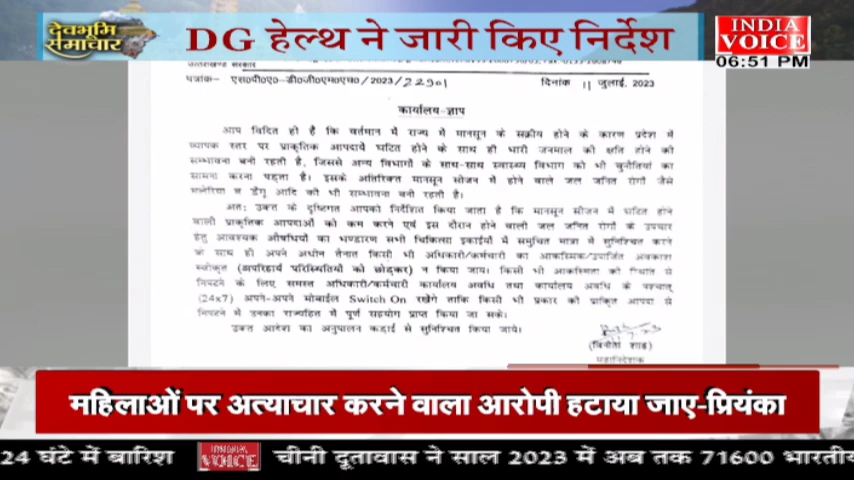 देवभूमि समाचार
DG हेल्थ ने जारी किए निर्देश
INDIA VOICE
06:51 PM
उत्तराखण्ड सरकार
पत्रांक- एस०पी०ए०-डी०जी०एम०एच०/2023/22901 दिनांक 11 जुलाई, 2023
कार्यालय-ज्ञाप
आप विदित ही हैं कि वर्तमान में राज्य में मानसून के सक्रीय होने के कारण प्रदेश में
व्यापक स्तर पर प्राकृतिक आपदायें घटित होने के साथ ही भारी जनमाल की क्षति होने की
सम्भावना बनी रहती है, जिससे अन्य विभागों के साथ-साथ स्वास्थ्य विभाग को भी चुनौतियों का
सामना करना पड़ता है। इसके अतिरिक्त मानसून सीजन में होने वाले जल जनित रोगों जैसे
मलेरिया व डेंगू आदि की भी सम्भावना बनी रहती है।
अतः उक्त के दृष्टिगत आपको निर्देशित किया जाता है कि मानसून सीजन में घटित होने
वाली प्राकृतिक आपदाओं को कम करने एवं इस दौरान होने वाली जल जनित रोगों के उपचार
हेतु आवश्यक औषधियों का भण्डारण सभी चिकित्सा इकाईयों में समुचित मात्रा में सुनिश्चित करने
के साथ ही अपने अधीन तैनात किसी भी अधिकारी/कर्मचारी का आकस्मिक/उपार्जित अवकाश
स्वीकृत (अपरिहार्य परिस्थितियों को छोड़कर) न किया जाय। किसी भी आकस्मिता की स्थिति से
निपटने के लिए समस्त अधिकारी/कर्मचारी कार्यालय अवधि तथा कार्यालय अवधि के पश्चात्
(24x7) अपने-अपने मोबाईल Switch On रखेंगे ताकि किसी भी प्रकार की प्राकृत आपदा से
निपटने में उनका राज्यहित में पूर्ण सहयोग प्राप्त किया जा सके।
उक्त आदेश का अनुपालन कड़ाई से सुनिश्चित किया जाये।
(विनीता शाह)
महानिदेशक
महिलाओं पर अत्याचार करने वाला आरोपी हटाया जाए-प्रियंका
24 घंटे में बारिश INDIA VOICE चीनी दूतावास ने साल 2023 में अब तक 71600 भारतीय